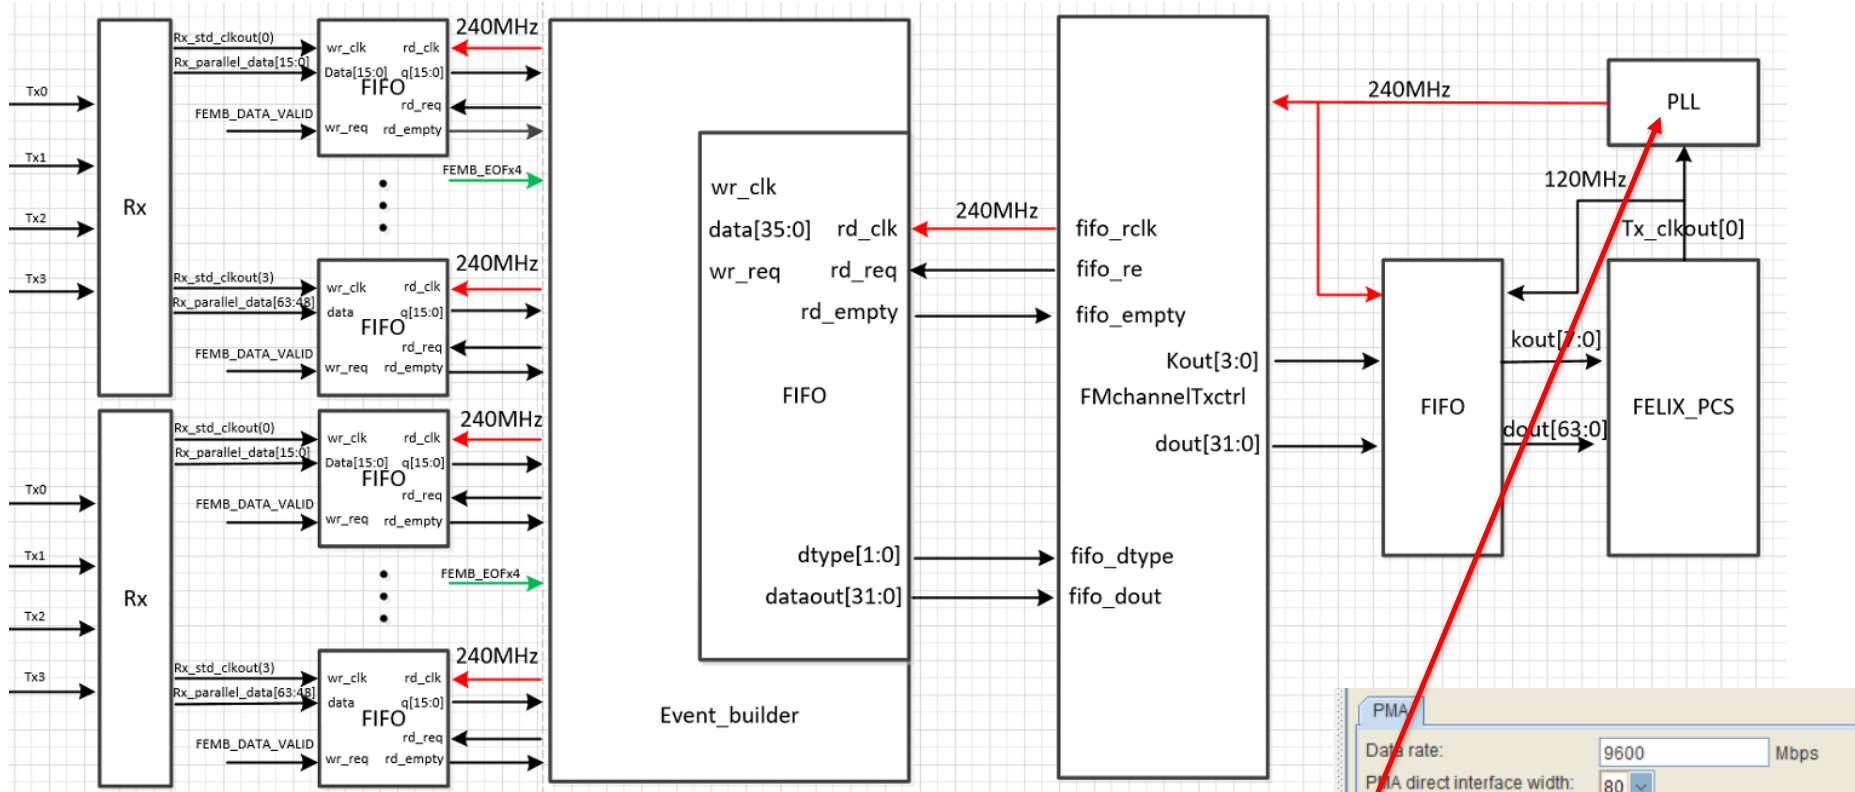 Tx0
Tx1
Tx2
Tx3
Rx
Rx_std_clkout(0)
Rx_parallel_data[15:0]
FEMB_DATA_VALID
wr_clk rd_clk
Data[15:0] q[15:0]
FIFO
rd_req
wr_req rd_empty
240MHz
FEMB_EOFx4
Rx_std_clkout(3)
Rx_parallel_data[63:48]
FEMB_DATA_VALID
wr_clk rd_clk
data q[15:0]
FIFO
rd_req
wr_req rd_empty
240MHz
Tx0
Tx1
Tx2
Tx3
Rx
Rx_std_clkout(0)
Rx_parallel_data[15:0]
FEMB_DATA_VALID
wr_clk rd_clk
Data[15:0] q[15:0]
FIFO
rd_req
wr_req rd_empty
240MHz
FEMB_EOFx4
Rx_std_clkout(3)
Rx_parallel_data[63:48]
FEMB_DATA_VALID
wr_clk rd_clk
data q[15:0]
FIFO
rd_req
wr_req rd_empty
240MHz
wr_clk
data[35:0] rd_clk
wr_req rd_req
rd_empty
FIFO
dtype[1:0]
dataout[31:0]
Event_builder
240MHz
fifo_rclk
fifo_re
fifo_empty
Kout[3:0]
FMchannelTxctrl
dout[31:0]
fifo_dtype
fifo_dout
240MHz
PLL
120MHz
Tx_clkout[0]
FIFO
kout[7:0]
dout[63:0]
FELIX_PCS
PMA
Data rate: 9600 Mbps
PMA direct interface width: 80